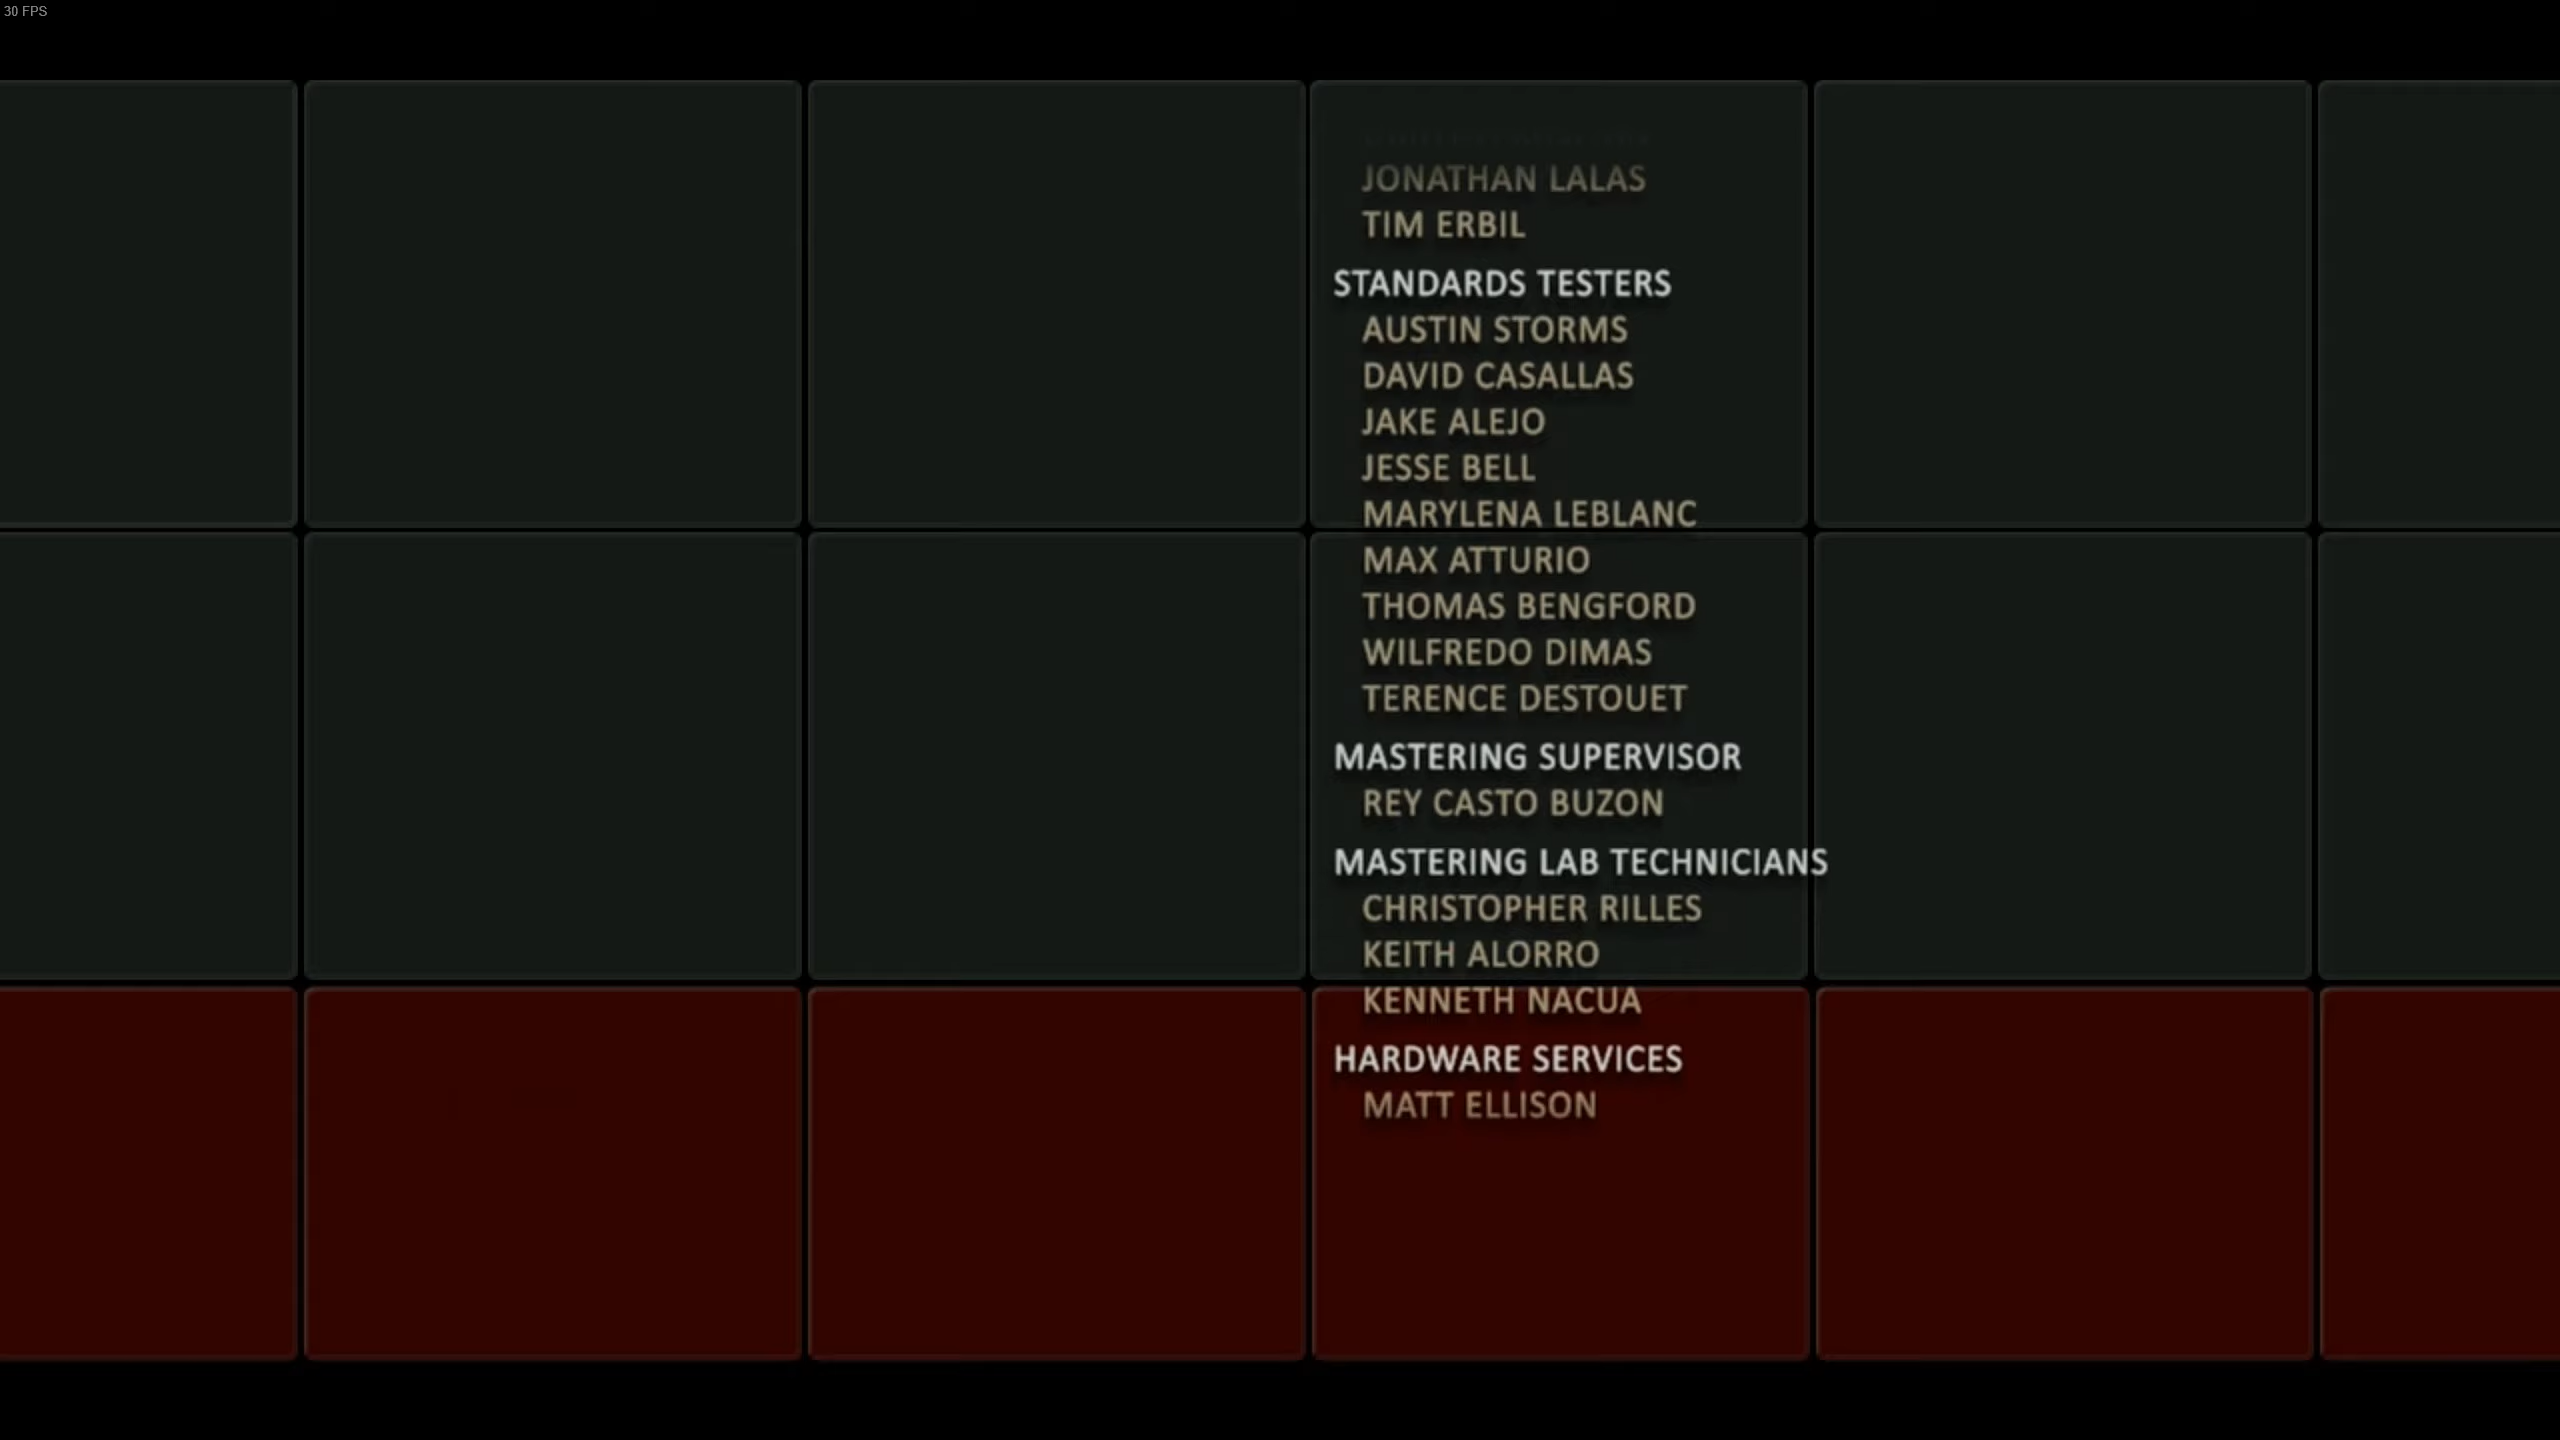 30 FPS
JONATHAN LALAS
TIM ERBIL
STANDARDS TESTERS
AUSTIN STORMS
DAVID CASALLAS
JAKE ALEJO
JESSE BELL
MARYLENA LEBLANC
MAX ATTURIO
THOMAS BENGFORD
WILFREDO DIMAS
TERENCE DESTOUET
MASTERING SUPERVISOR
REY CASTO BUZON
MASTERING LAB TECHNICIANS
CHRISTOPHER RILLES
KEITH ALORRO
KENNETH NACUA
HARDWARE SERVICES
MATT ELLISON